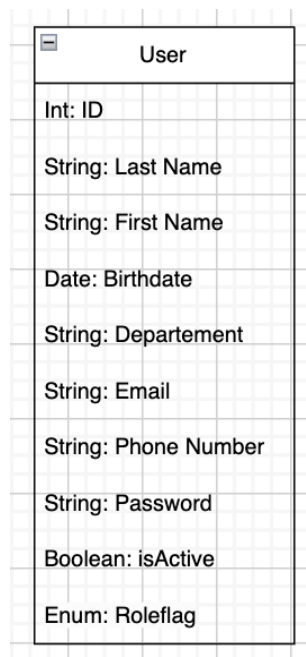 User
Int: ID
String: Last Name
String: First Name
Date: Birthdate
String: Departement
String: Email
String: Phone Number
String: Password
Boolean: isActive
Enum: Roleflag